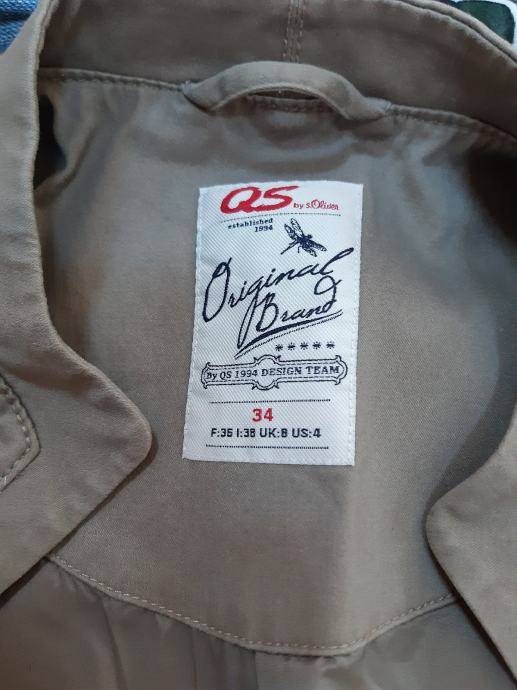 QS by s.Oliver
established
1994
Original
Brand
*****
By QS 1994 DESIGN TEAM
34
F:36 I:38 UK:8 US:4